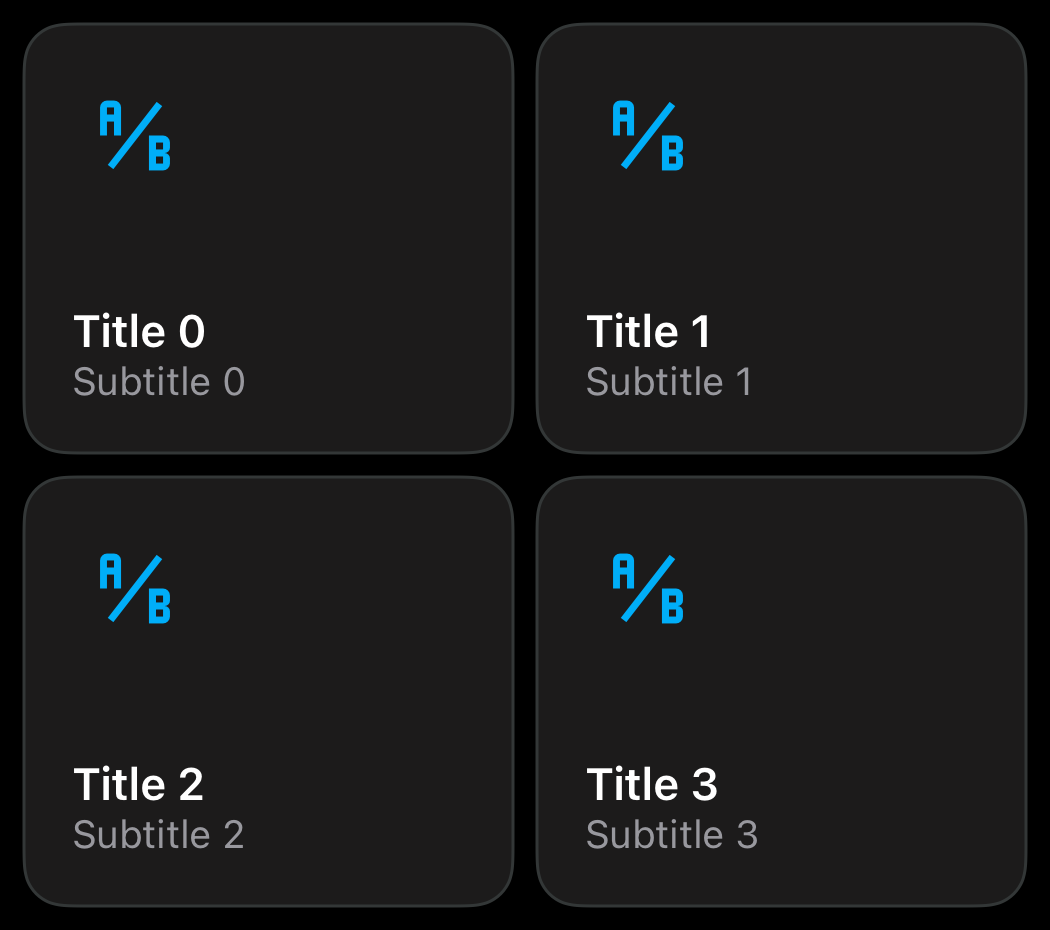 A/B
A/B
Title 0
Title 1
Subtitle 0
Subtitle 1
A/B
A/B
Title 2
Title 3
Subtitle 2
Subtitle 3